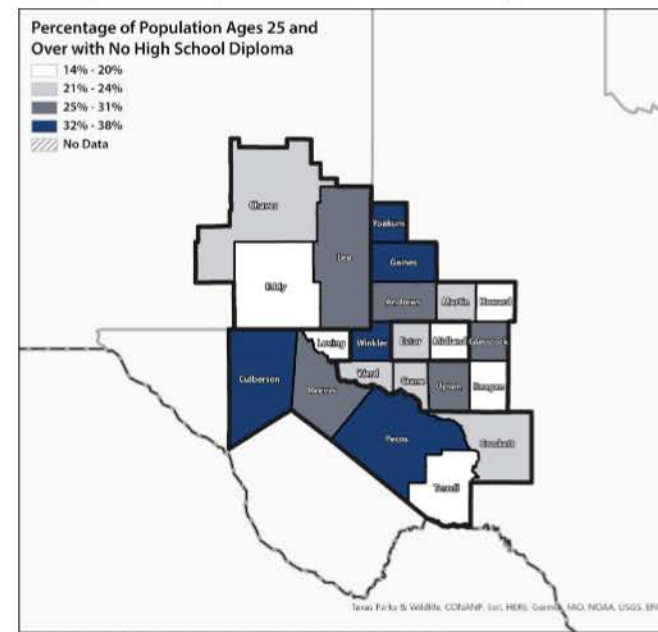 Percentage of Population Ages 25 and
Over with No High School Diploma
14% - 20%
21% - 24%
25% - 31%
32% - 38%
No Data
Chaves
Yoakum
Lea
Gaines
Eddy
Andrews
Martin
Howard
Loving
Winkler
Ector
Midland
Glasscock
Culberson
Reeves
Ward
Crane
Upton
Reagan
Pecos
Crockett
Terrell
Texas Parks & Wildlife, CONANP, Esri, HERE, Garmin, FAO, NOAA, USGS, EPA